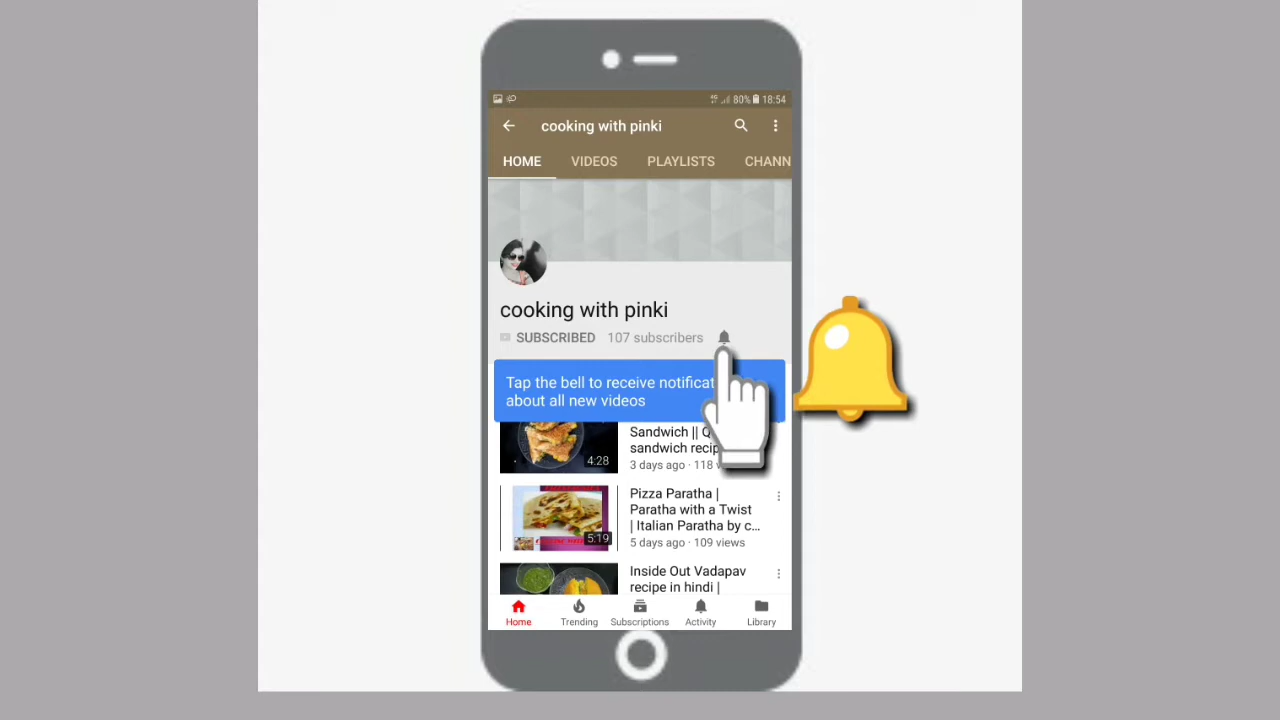 80% 18:54
cooking with pinki
HOME VIDEOS PLAYLISTS CHANN
cooking with pinki
SUBSCRIBED 107 subscribers
Tap the bell to receive notificat
about all new videos
Sandwich || Q
sandwich recip
3 days ago · 118 v
4:28
Pizza Paratha |
Paratha with a Twist
| Italian Paratha by c...
5 days ago · 109 views
5:19
Inside Out Vadapav
recipe in hindi |
Home Trending Subscriptions Activity Library